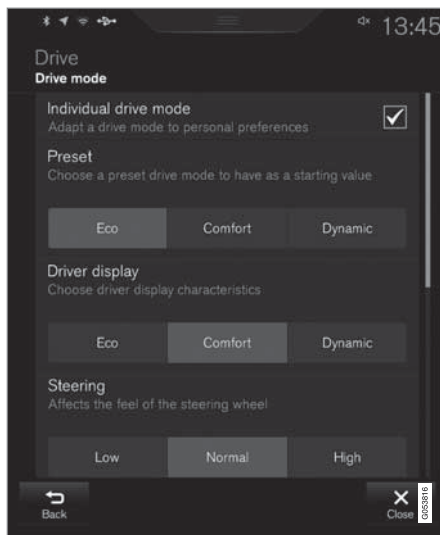 13:45
Drive
Drive mode
Individual drive mode
Adapt a drive mode to personal preferences
Preset
Choose a preset drive mode to have as a starting value
Eco Comfort Dynamic
Driver display
Choose driver display characteristics
Eco Comfort Dynamic
Steering
Affects the feel of the steering wheel
Low Normal High
Back Close
G053816